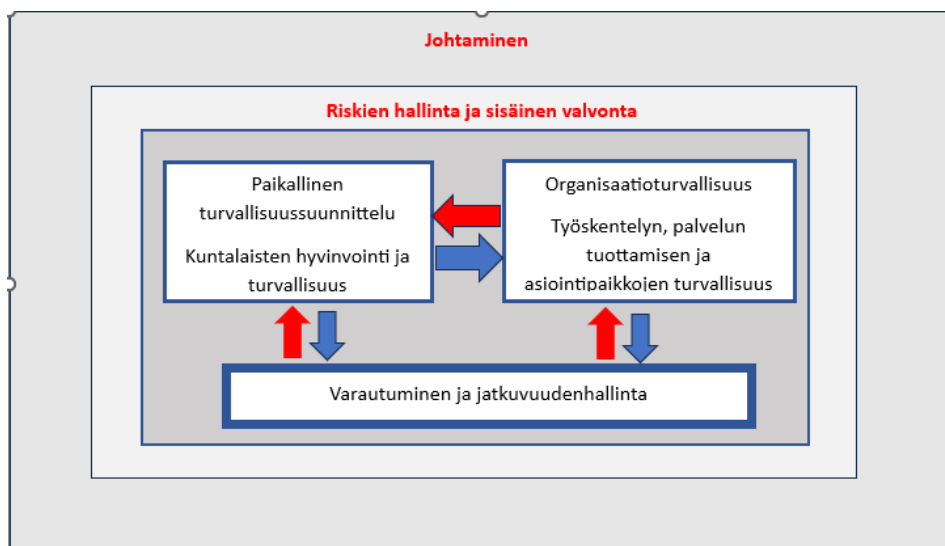 Johtaminen
Riskien hallinta ja sisäinen valvonta
Paikallinen
turvallisuussuunnittelu
Kuntalaisten hyvinvointi ja
turvallisuus
Organisaatioturvallisuus
Työskentelyn, palvelun
tuottamisen ja
asiointipaikkojen turvallisuus
Varautuminen ja jatkuvuudenhallinta